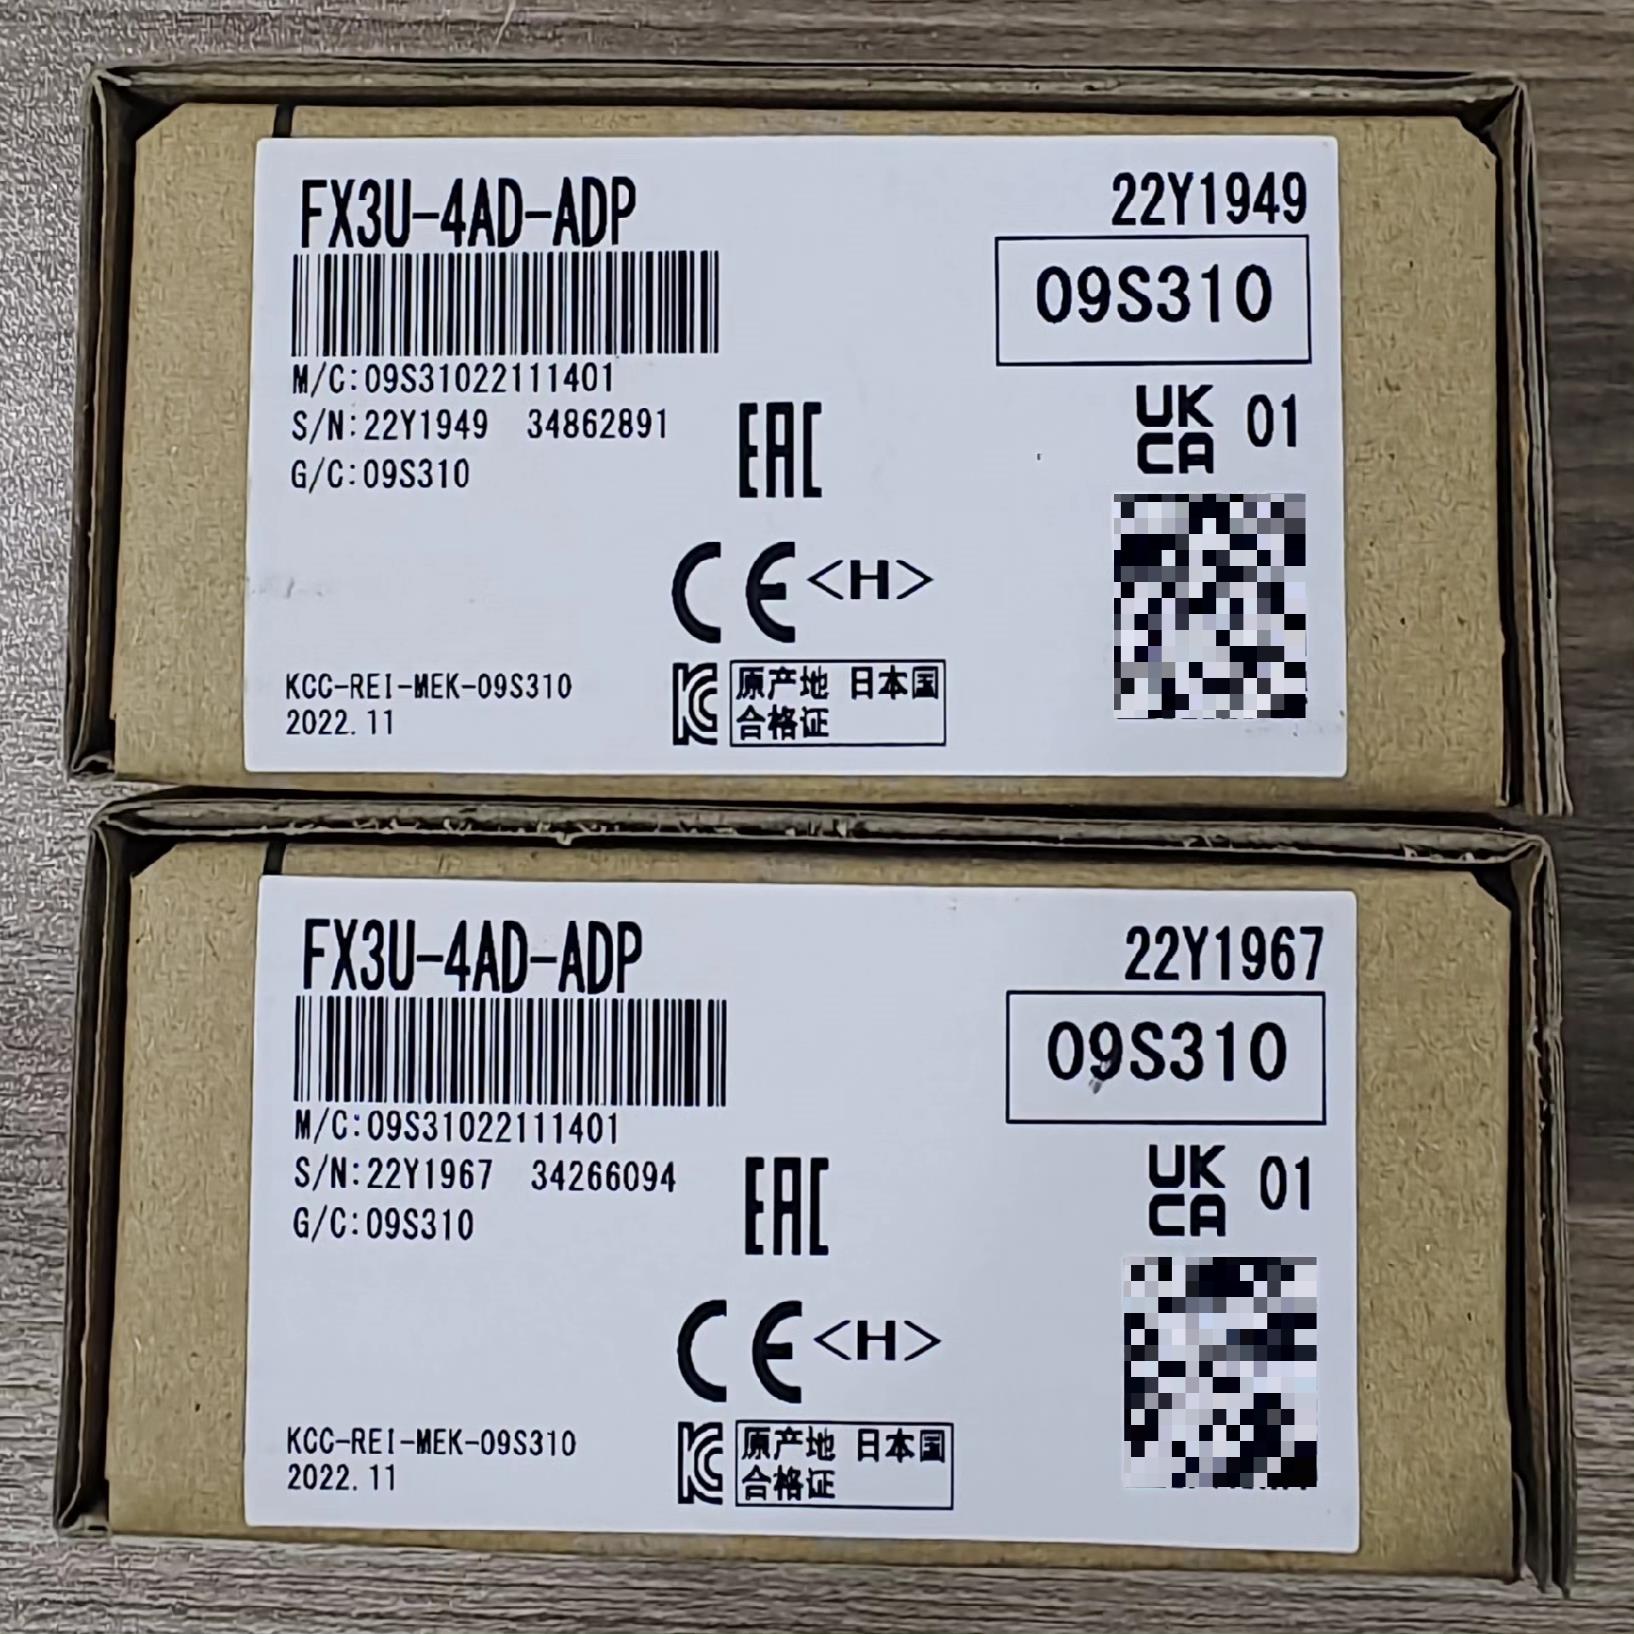 FX3U-4AD-ADP
22Y1949
09S310
M/C:09S31022111401
S/N:22Y1949 34862891
G/C:09S310
EAC
UK
CA
01
CE <H>
KCC-REI-MEK-09S310
2022.11
KC
原产地 日本国
合格证
FX3U-4AD-ADP
22Y1967
09S310
M/C:09S31022111401
S/N:22Y1967 34266094
G/C:09S310
EAC
UK
CA
01
CE <H>
KCC-REI-MEK-09S310
2022.11
KC
原产地 日本国
合格证